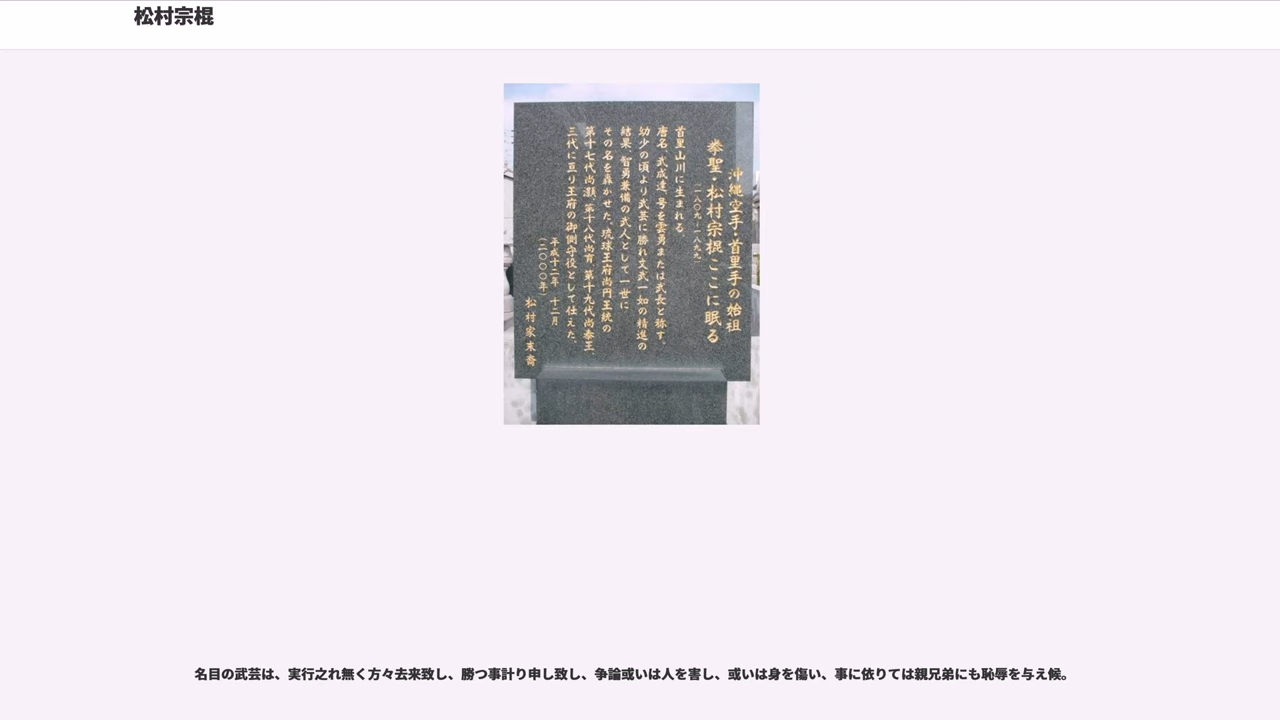 松村宗棍
沖縄空手・首里手の始祖
拳聖・松村宗棍ここに眠る
(一八〇九～一八九九)
首里山川に生まれる。
唐名、武成達、号を雲勇または武長と称す。
幼少の頃より武芸に勝れ文武一如の精進の
結果、智勇兼備の武人として一世に
その名を轟かせた。琉球王府尚円王統の
第十七代尚灝、第十八代尚育、第十九代尚泰王、
三代に亘り王府の御側守役として仕えた。
平成十二年 十二月
(二〇〇〇年)
松村家末裔
名目の武芸は、実行之れ無く方々去来致し、勝つ事計り申し致し、争論或いは人を害し、或いは身を傷い、事に依りては親兄弟にも恥辱を与え候。